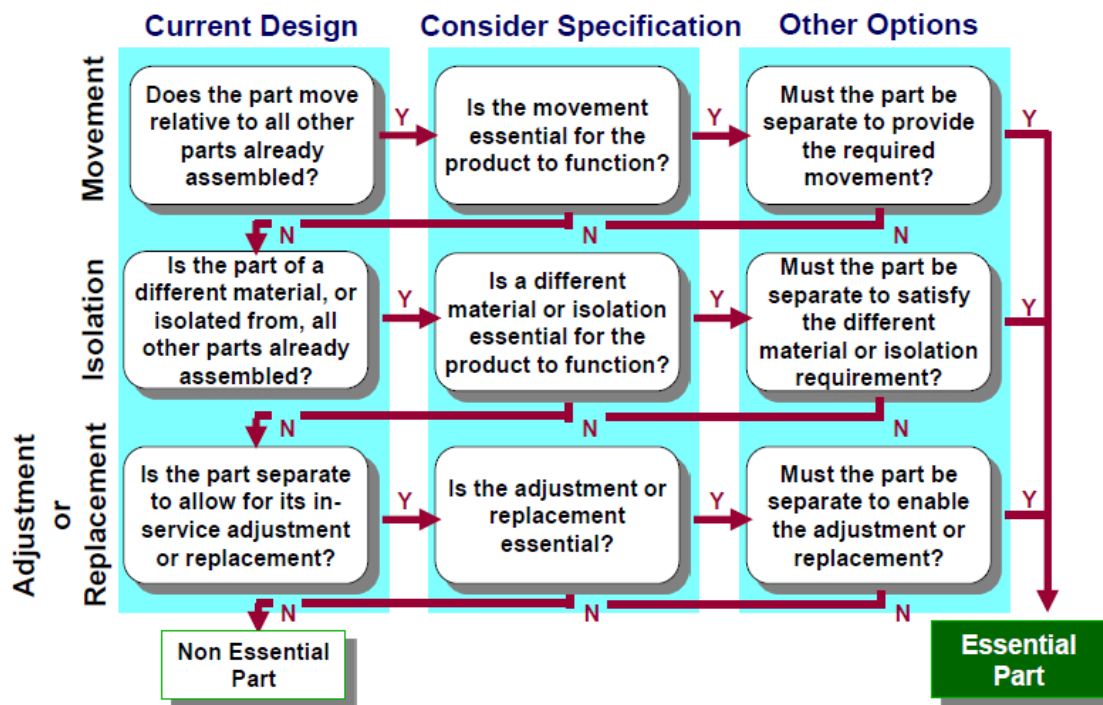 Current Design
Consider Specification
Other Options
Movement
Does the part move
relative to all other
parts already
assembled?
Y
Is the movement
essential for the
product to function?
Y
Must the part be
separate to provide
the required
movement?
Y
N
N
N
Isolation
Is the part of a
different material, or
isolated from, all
other parts already
assembled?
Y
Is a different
material or isolation
essential for the
product to function?
Y
Must the part be
separate to satisfy
the different
material or isolation
requirement?
Y
N
N
N
Adjustment
or
Replacement
Is the part separate
to allow for its in-
service adjustment
or replacement?
Y
Is the adjustment or
replacement
essential?
Y
Must the part be
separate to enable
the adjustment or
replacement?
Y
N
N
N
Non Essential
Part
Essential
Part